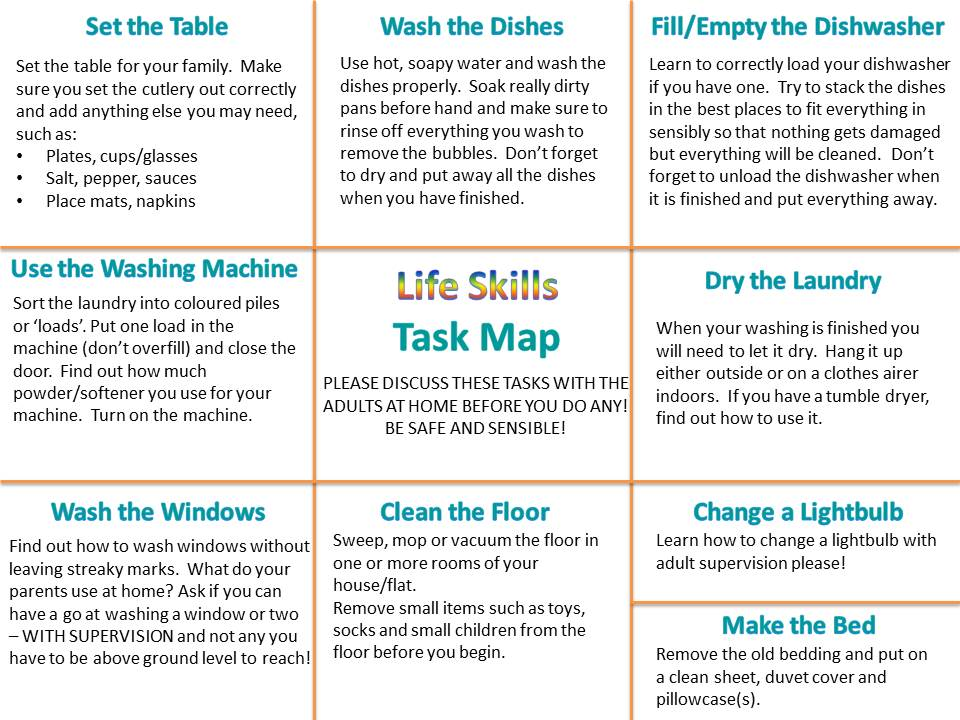 Set the Table
Set the table for your family.  Make
sure you set the cutlery out correctly
and add anything else you may need,
such as:
• Plates, cups/glasses
• Salt, pepper, sauces
• Place mats, napkins
Wash the Dishes
Use hot, soapy water and wash the
dishes properly.  Soak really dirty
pans before hand and make sure to
rinse off everything you wash to
remove the bubbles.  Don’t forget
to dry and put away all the dishes
when you have finished.
Fill/Empty the Dishwasher
Learn to correctly load your dishwasher
if you have one.  Try to stack the dishes
in the best places to fit everything in
sensibly so that nothing gets damaged
but everything will be cleaned.  Don’t
forget to unload the dishwasher when
it is finished and put everything away.
Use the Washing Machine
Sort the laundry into coloured piles
or ‘loads’. Put one load in the
machine (don’t overfill) and close the
door.  Find out how much
powder/softener you use for your
machine.  Turn on the machine.
Life Skills
Task Map
PLEASE DISCUSS THESE TASKS WITH THE
ADULTS AT HOME BEFORE YOU DO ANY!
BE SAFE AND SENSIBLE!
Dry the Laundry
When your washing is finished you
will need to let it dry.  Hang it up
either outside or on a clothes airer
indoors.  If you have a tumble dryer,
find out how to use it.
Wash the Windows
Find out how to wash windows without
leaving streaky marks.  What do your
parents use at home? Ask if you can
have a go at washing a window or two
– WITH SUPERVISION and not any you
have to be above ground level to reach!
Clean the Floor
Sweep, mop or vacuum the floor in
one or more rooms of your
house/flat.
Remove small items such as toys,
socks and small children from the
floor before you begin.
Change a Lightbulb
Learn how to change a lightbulb with
adult supervision please!
Make the Bed
Remove the old bedding and put on
a clean sheet, duvet cover and
pillowcase(s).